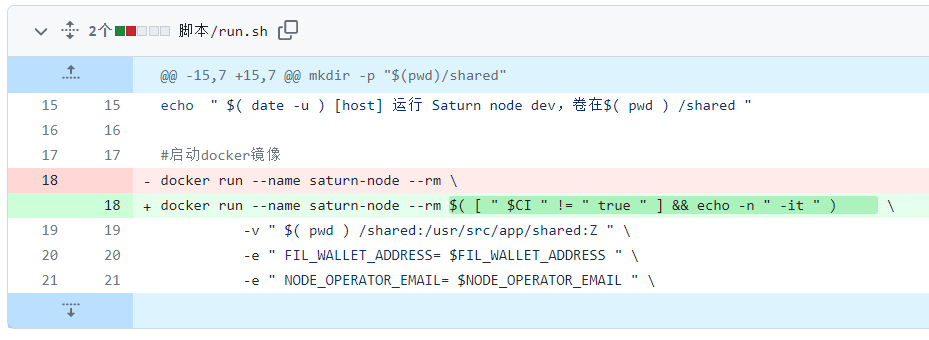 2个 脚本/run.sh
@@ -15,7 +15,7 @@ mkdir -p "$(pwd)/shared"
15 15 echo " $( date -u ) [host] 运行 Saturn node dev，卷在$( pwd ) /shared "
16 16
17 17 #启动docker镜像
18 - docker run --name saturn-node --rm \
18 + docker run --name saturn-node --rm $( [ " $CI " != " true " ] && echo -n " -it " ) \
19 19 -v " $( pwd ) /shared:/usr/src/app/shared:Z " \
20 20 -e " FIL_WALLET_ADDRESS= $FIL_WALLET_ADDRESS " \
21 21 -e " NODE_OPERATOR_EMAIL= $NODE_OPERATOR_EMAIL " \